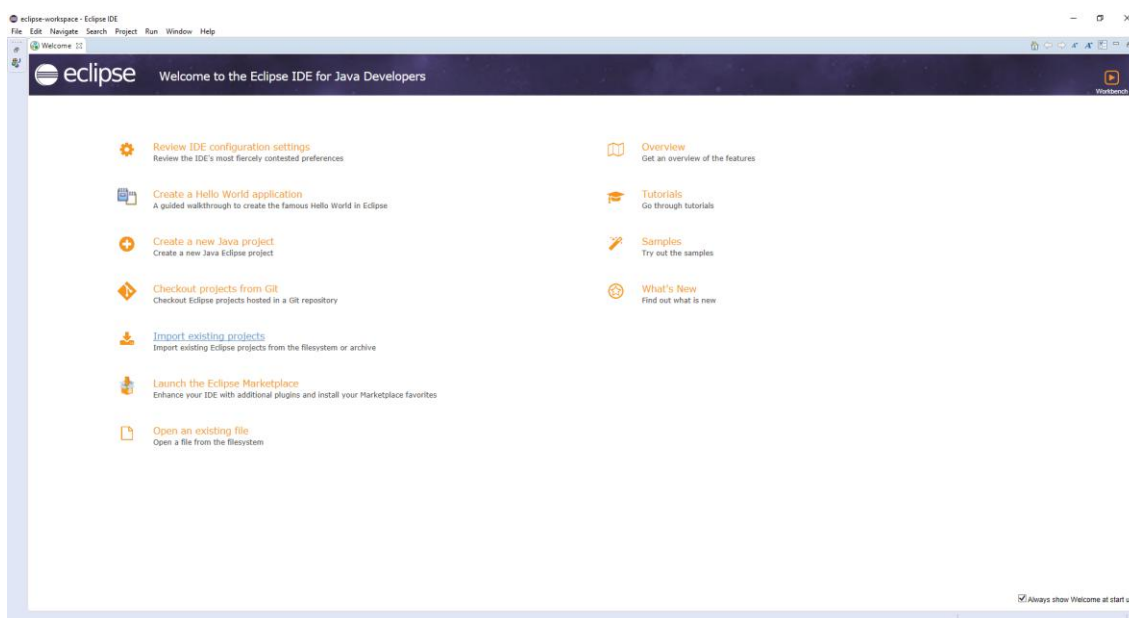 eclipse-workspace - Eclipse IDE
File Edit Navigate Search Project Run Window Help
Welcome
eclipse Welcome to the Eclipse IDE for Java Developers
Workbench
Review IDE configuration settings
Review the IDE's most fiercely contested preferences
Create a Hello World application
A guided walkthrough to create the famous Hello World in Eclipse
Create a new Java project
Create a new Java Eclipse project
Checkout projects from Git
Checkout Eclipse projects hosted in a Git repository
Import existing projects
Import existing Eclipse projects from the filesystem or archive
Launch the Eclipse Marketplace
Enhance your IDE with additional plugins and install your Marketplace favorites
Open an existing file
Open a file from the filesystem
Overview
Get an overview of the features
Tutorials
Go through tutorials
Samples
Try out the samples
What's New
Find out what is new
Always show Welcome at start u